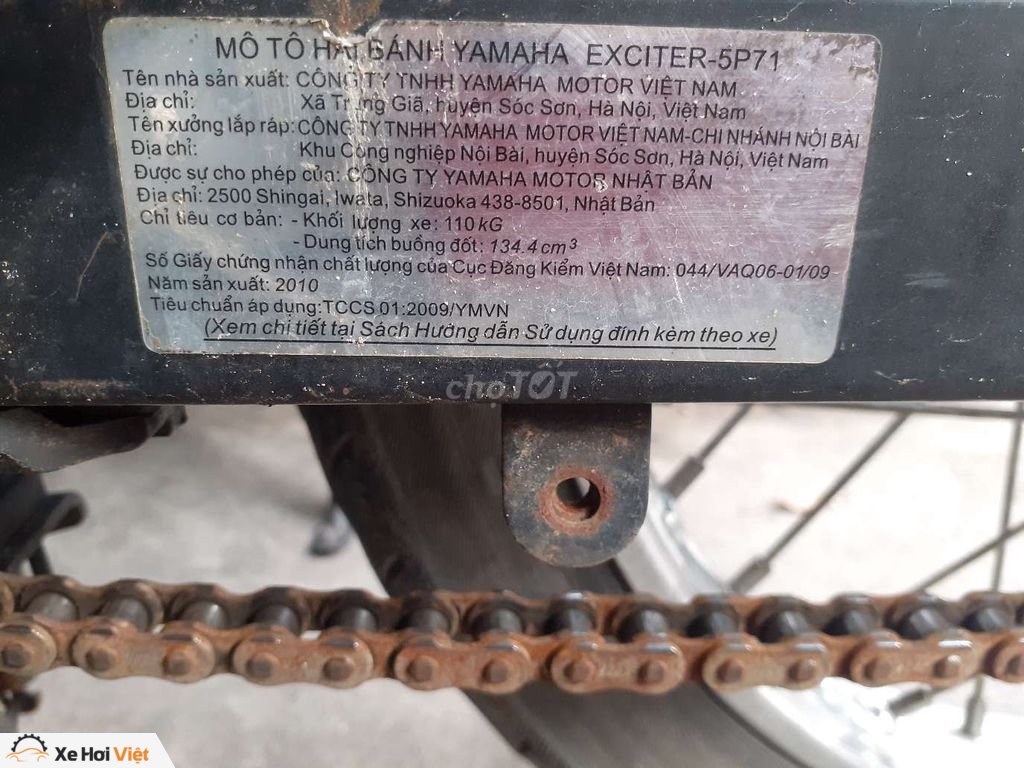 MÔ TÔ HAI BÁNH YAMAHA EXCITER-5P71
Tên nhà sản xuất: CÔNG TY TNHH YAMAHA MOTOR VIỆT NAM
Địa chỉ: Xã Trung Giã, huyện Sóc Sơn, Hà Nội, Việt Nam
Tên xưởng lắp ráp: CÔNG TY TNHH YAMAHA MOTOR VIỆT NAM-CHI NHÁNH NỘI BÀI
Địa chỉ: Khu Công nghiệp Nội Bài, huyện Sóc Sơn, Hà Nội, Việt Nam
Được sự cho phép của: CÔNG TY YAMAHA MOTOR NHẬT BẢN
Địa chỉ: 2500 Shingai, Iwata, Shizuoka 438-8501, Nhật Bản
Chỉ tiêu cơ bản: - Khối lượng xe: 110kG
- Dung tích buồng đốt: 134.4 cm³
Số Giấy chứng nhận chất lượng của Cục Đăng Kiểm Việt Nam: 044/VAQ06-01/09
Năm sản xuất: 2010
Tiêu chuẩn áp dụng: TCCS 01:2009/YMVN
(Xem chi tiết tại Sách Hướng dẫn Sử dụng đính kèm theo xe)
choTỐT
Xe Hơi Việt